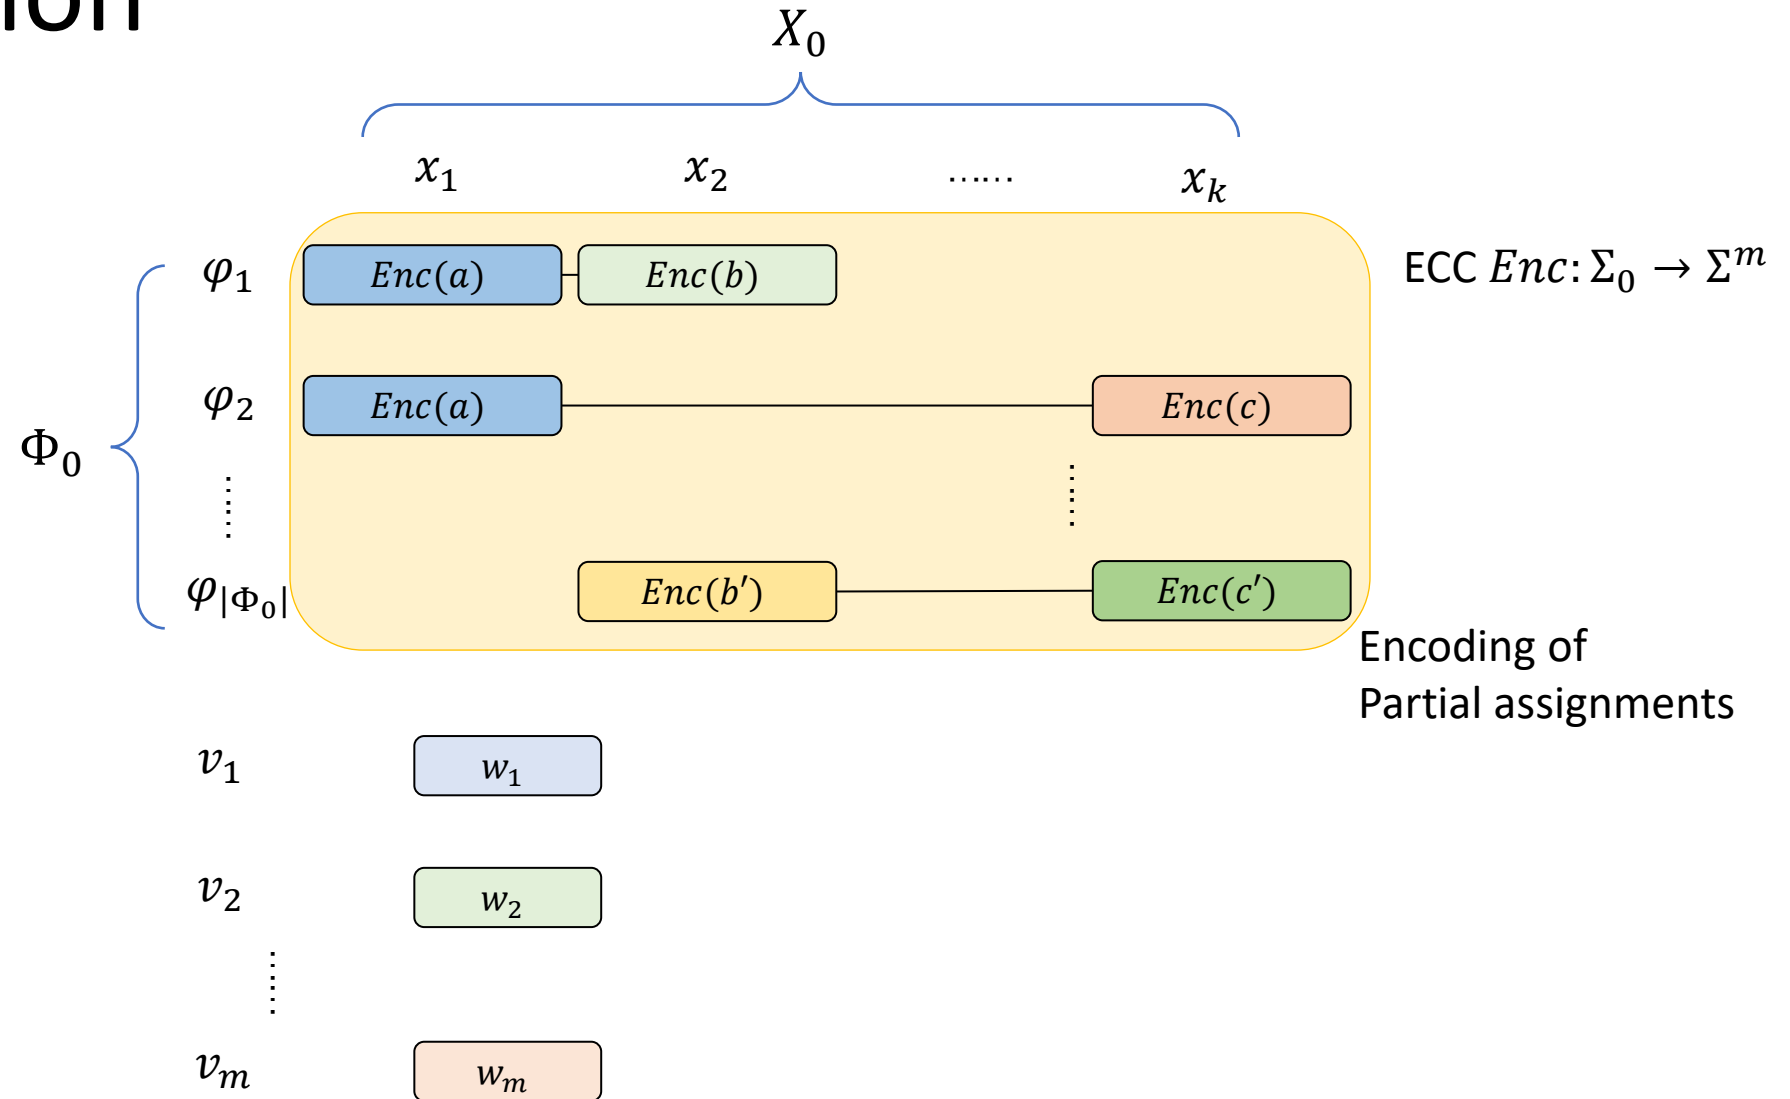 X₀
x₁ x₂ ...... xₖ
φ₁ Enc(a) Enc(b) ECC Enc: Σ₀ → Σᵐ
φ₂ Enc(a) Enc(c)
Φ₀
φ|Φ₀| Enc(b′) Enc(c′)
Encoding of
Partial assignments
v₁ w₁
v₂ w₂
vₘ wₘ